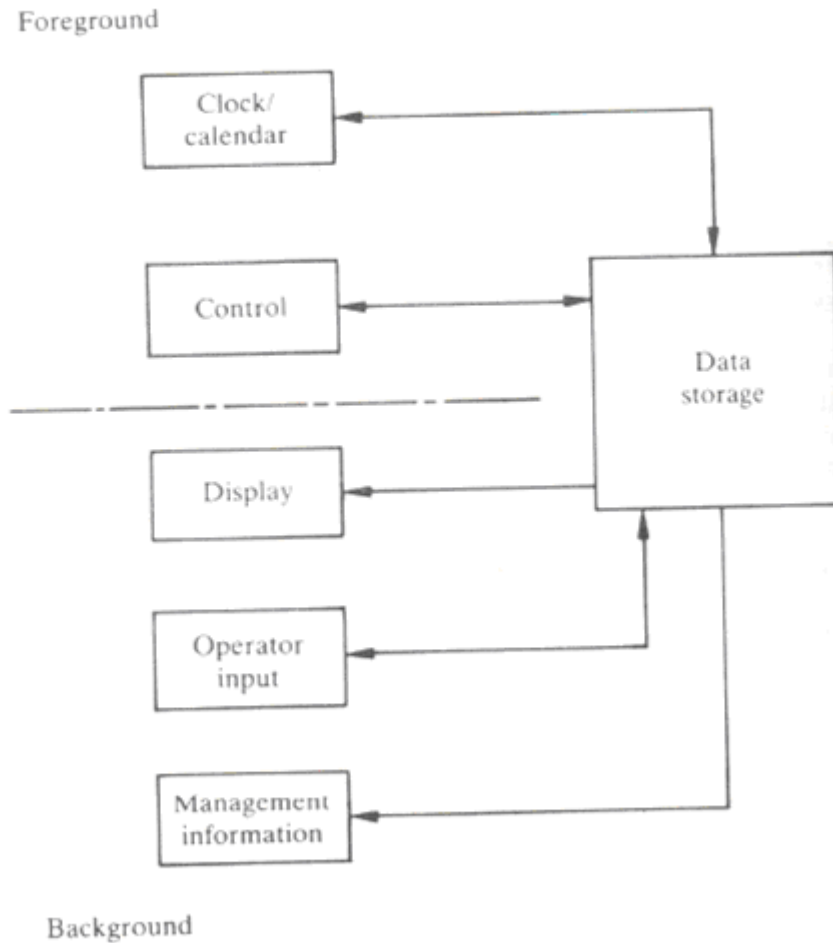 Foreground
Clock/
calendar
Control
Data
storage
Display
Operator
input
Management
information
Background